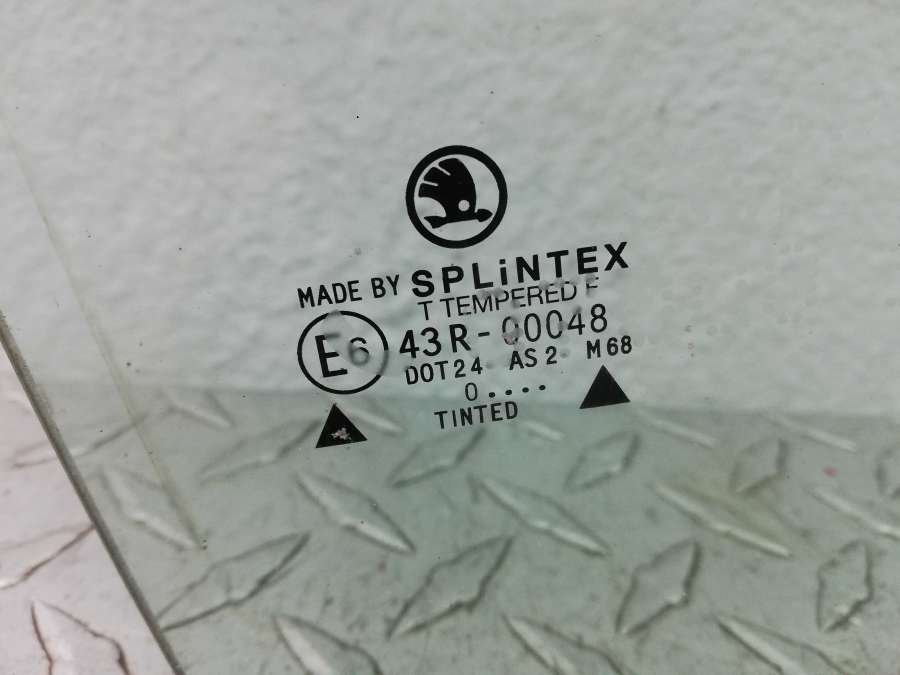 MADE BY SPLiNTEX
T TEMPERED F
E6 43R-00048
DOT24 AS2 M68
0....
TINTED